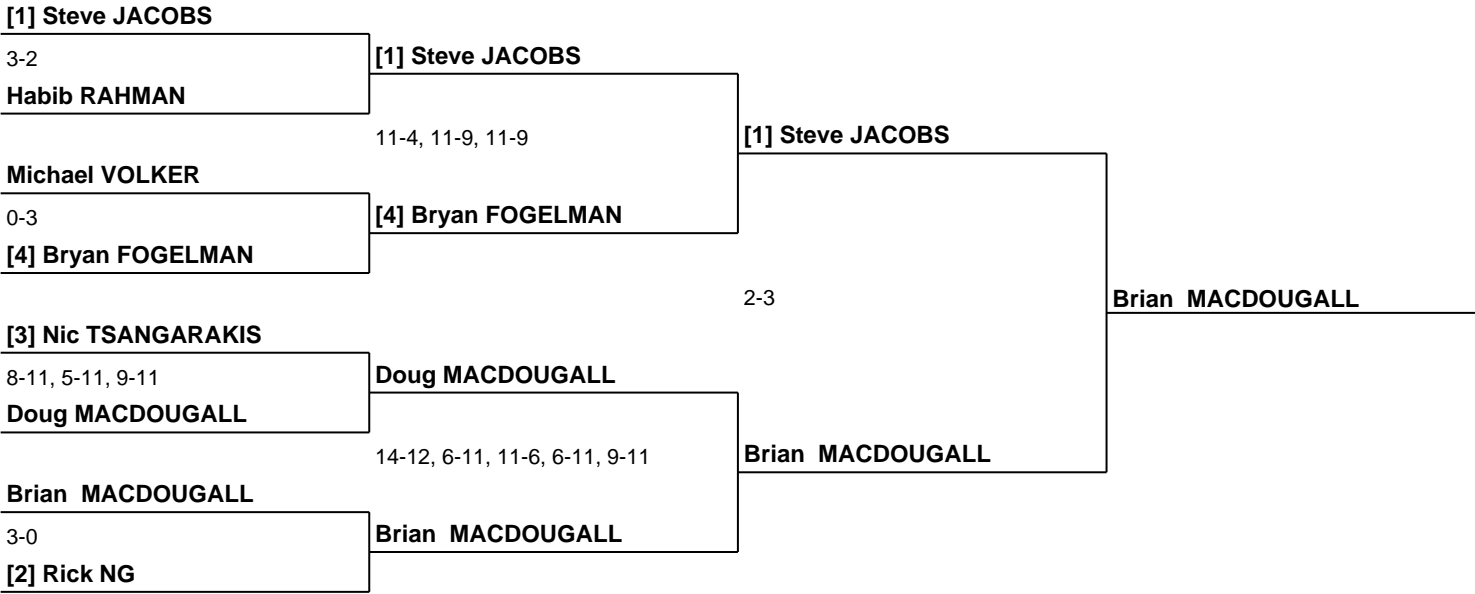 [1] Steve JACOBS
3-2
[1] Steve JACOBS
Habib RAHMAN
11-4, 11-9, 11-9
[1] Steve JACOBS
Michael VOLKER
0-3
[4] Bryan FOGELMAN
[4] Bryan FOGELMAN
2-3
Brian  MACDOUGALL
[3] Nic TSANGARAKIS
8-11, 5-11, 9-11
Doug MACDOUGALL
Doug MACDOUGALL
14-12, 6-11, 11-6, 6-11, 9-11
Brian  MACDOUGALL
Brian  MACDOUGALL
3-0
Brian  MACDOUGALL
[2] Rick NG